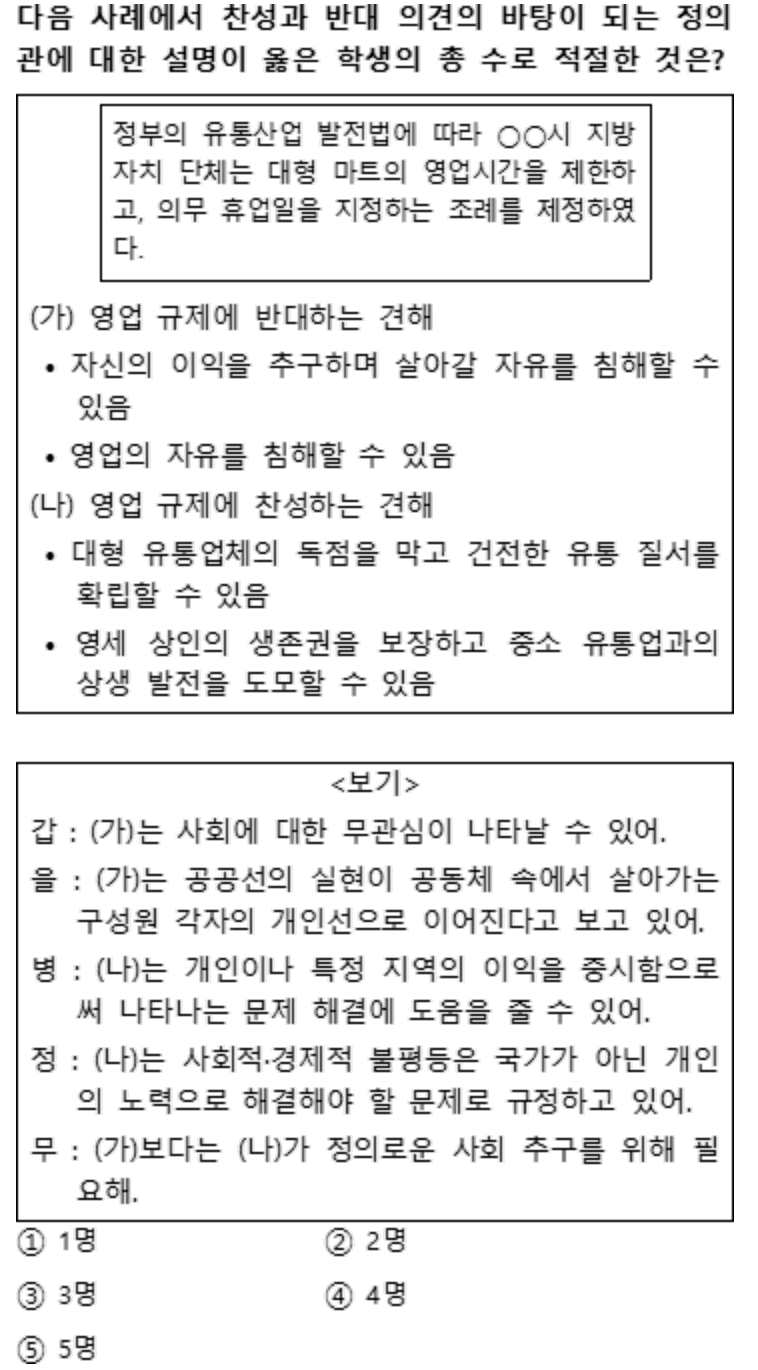 다음 사례에서 찬성과 반대 의견의 바탕이 되는 정의
관에 대한 설명이 옳은 학생의 총 수로 적절한 것은?
정부의 유통산업 발전법에 따라 ○○시 지방
자치 단체는 대형 마트의 영업시간을 제한하
고, 의무 휴업일을 지정하는 조례를 제정하였
다.
(가) 영업 규제에 반대하는 견해
• 자신의 이익을 추구하며 살아갈 자유를 침해할 수
있음
• 영업의 자유를 침해할 수 있음
(나) 영업 규제에 찬성하는 견해
• 대형 유통업체의 독점을 막고 건전한 유통 질서를
확립할 수 있음
• 영세 상인의 생존권을 보장하고 중소 유통업과의
상생 발전을 도모할 수 있음
<보기>
갑 : (가)는 사회에 대한 무관심이 나타날 수 있어.
을 : (가)는 공공선의 실현이 공동체 속에서 살아가는
구성원 각자의 개인선으로 이어진다고 보고 있어.
병 : (나)는 개인이나 특정 지역의 이익을 중시함으로
써 나타나는 문제 해결에 도움을 줄 수 있어.
정 : (나)는 사회적·경제적 불평등은 국가가 아닌 개인
의 노력으로 해결해야 할 문제로 규정하고 있어.
무 : (가)보다는 (나)가 정의로운 사회 추구를 위해 필
요해.
① 1명 ② 2명
③ 3명 ④ 4명
⑤ 5명